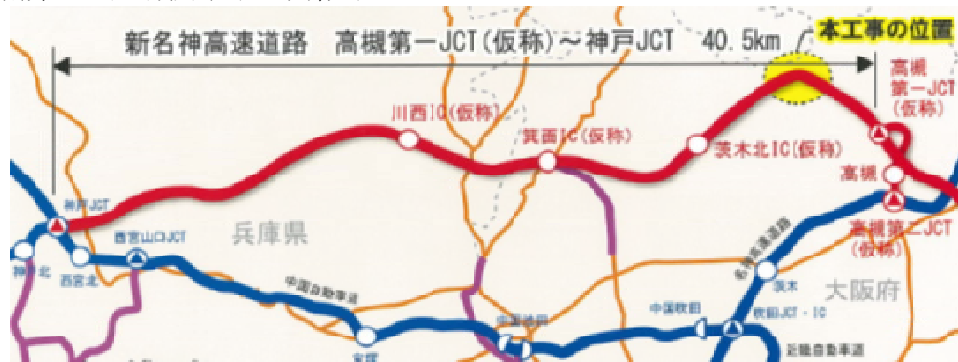 新名神高速道路 高槻第一JCT(仮称)～神戸JCT 40.5km
本工事の位置
高槻
第一JCT
(仮称)
川西IC(仮称)
箕面IC(仮称)
茨木北IC(仮称)
高槻
神戸JCT
西宮山口JCT
兵庫県
高槻第二JCT
(仮称)
名神高速道路
西宮北
中国自動車道
茨木
大阪府
中国池田
中国吹田
吹田JCT・IC
近畿自動車道